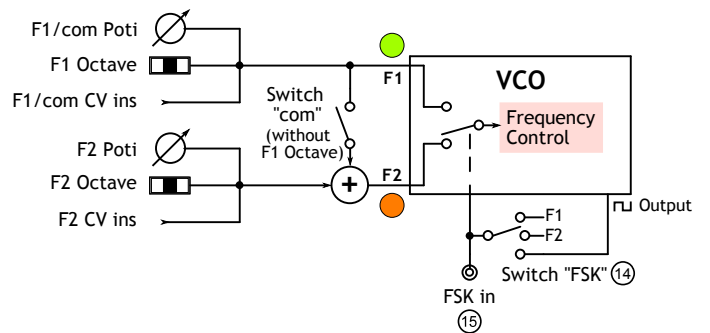 F1/com Poti
F1 Octave
F1/com CV ins
F2 Poti
F2 Octave
F2 CV ins
Switch
"com"
(without
F1 Octave)
+
F1
F2
VCO
Frequency
Control
Output
F1
F2
Switch "FSK" 14
FSK in
15